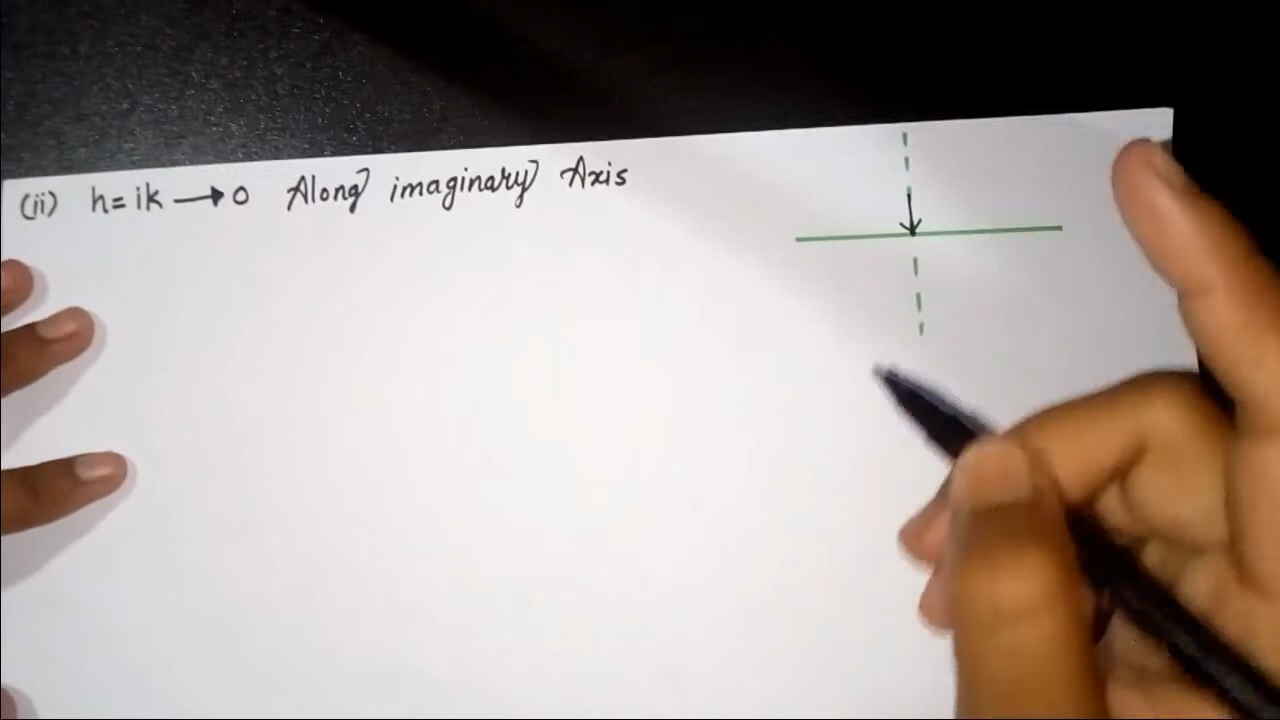 (ii) h = ik → 0 Along imaginary Axis